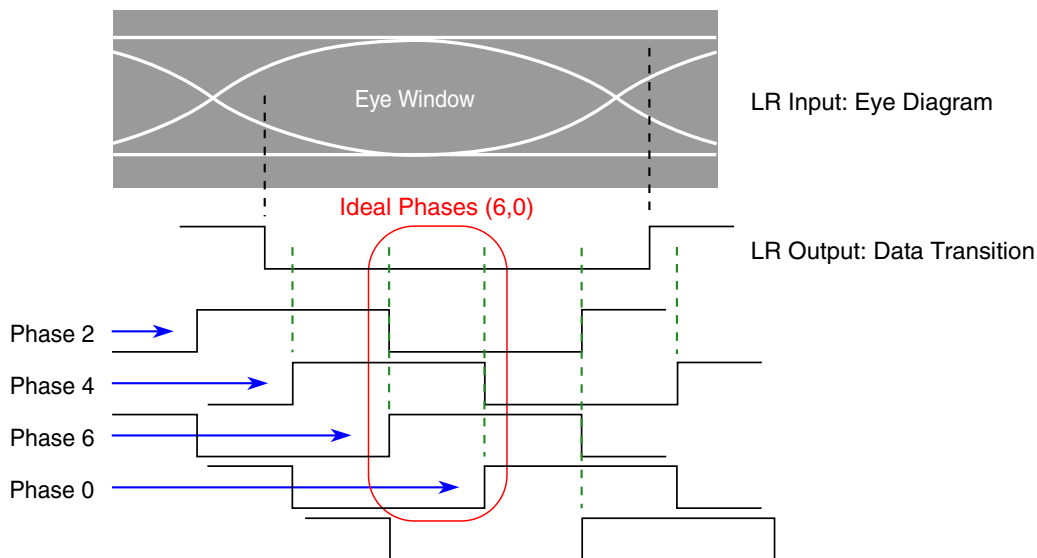 Eye Window
LR Input: Eye Diagram
Ideal Phases (6,0)
LR Output: Data Transition
Phase 2
Phase 4
Phase 6
Phase 0